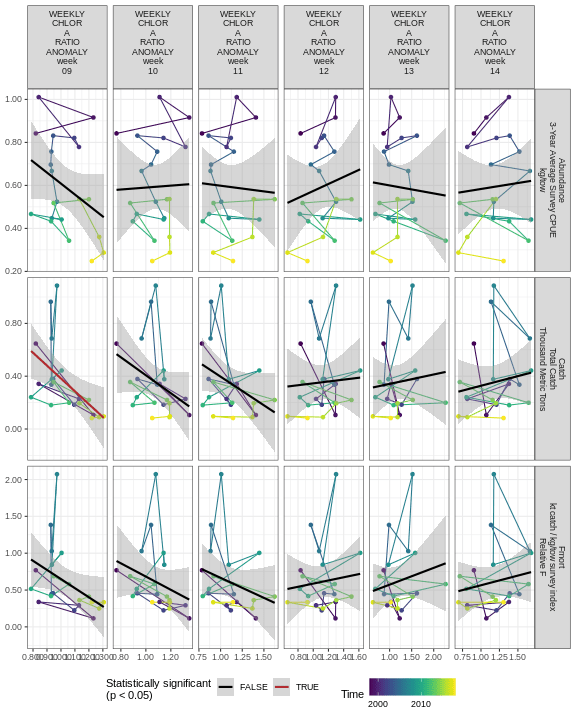 WEEKLY
CHLOR
A
RATIO
ANOMALY
week
09
WEEKLY
CHLOR
A
RATIO
ANOMALY
week
10
WEEKLY
CHLOR
A
RATIO
ANOMALY
week
11
WEEKLY
CHLOR
A
RATIO
ANOMALY
week
12
WEEKLY
CHLOR
A
RATIO
ANOMALY
week
13
WEEKLY
CHLOR
A
RATIO
ANOMALY
week
14
1.00
0.80
0.60
0.40
0.20
Abundance
3-Year Average Survey CPUE
kg/tow
0.80
0.40
0.00
Catch
Total Catch
Thousand Metric Tons
2.00
1.50
1.00
0.50
0.00
Fmort
kt catch / kg/tow survey index
Relative F
0.75 1.00 1.20
0.75 1.00 1.25 1.50
0.80 1.00 1.20 1.40 1.60
1.00 1.50 2.00
0.75 1.00 1.25 1.50
Statistically significant
(p < 0.05)
FALSE
TRUE
Time
2000
2010